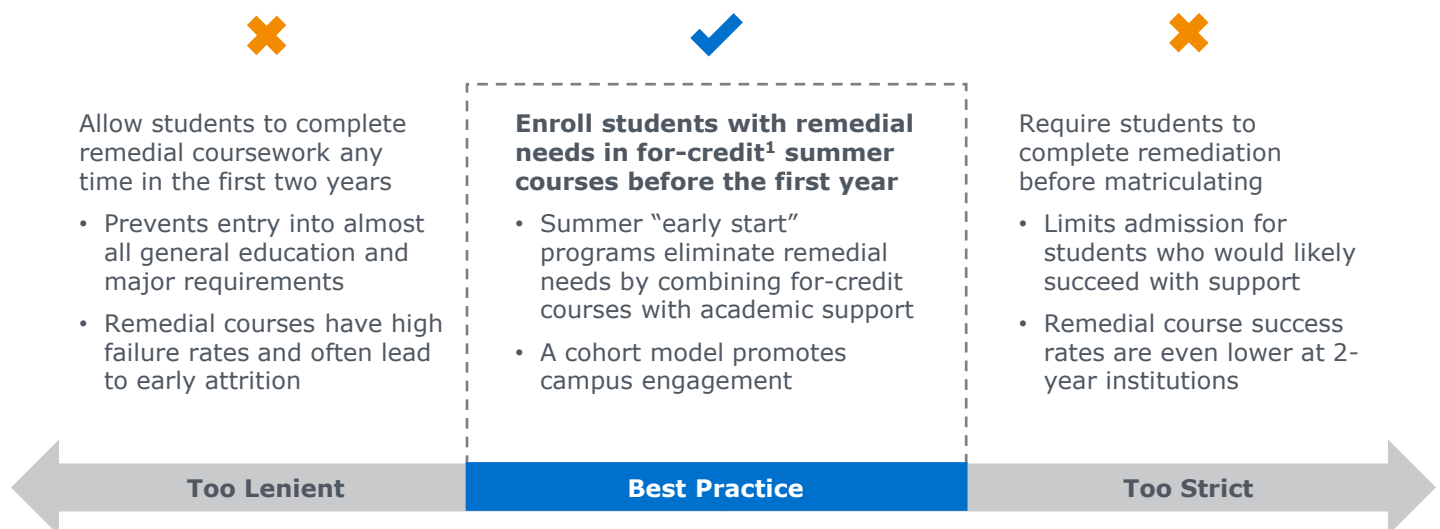 Allow students to complete
remedial coursework any
time in the first two years
• Prevents entry into almost
all general education and
major requirements
• Remedial courses have high
failure rates and often lead
to early attrition
Enroll students with remedial
needs in for-credit¹ summer
courses before the first year
• Summer “early start”
programs eliminate remedial
needs by combining for-credit
courses with academic support
• A cohort model promotes
campus engagement
Require students to
complete remediation
before matriculating
• Limits admission for
students who would likely
succeed with support
• Remedial course success
rates are even lower at 2-
year institutions
Too Lenient
Best Practice
Too Strict